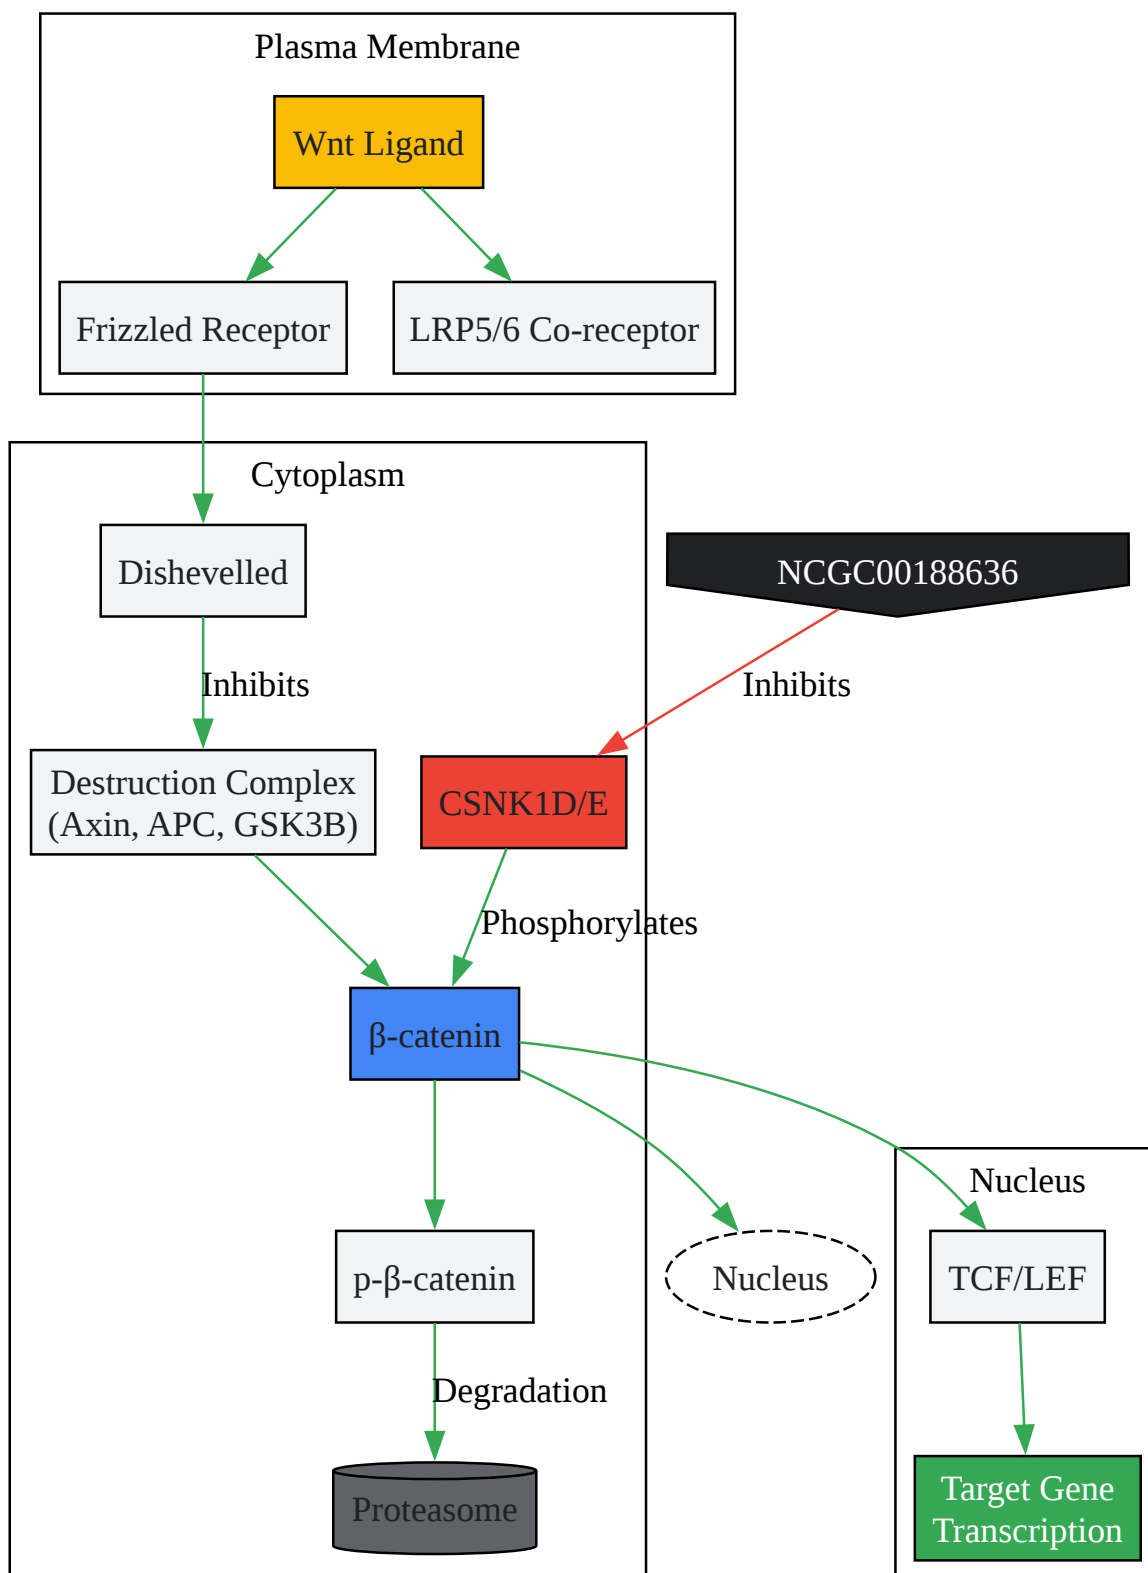 Plasma Membrane
Wnt Ligand
Frizzled Receptor
LRP5/6 Co-receptor
Cytoplasm
Dishevelled
NCGC00188636
Inhibits
Inhibits
Destruction Complex
(Axin, APC, GSK3B)
CSNK1D/E
Phosphorylates
β-catenin
Nucleus
p-β-catenin
Nucleus
TCF/LEF
Degradation
Proteasome
Target Gene
Transcription